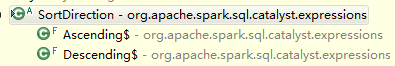 SortDirection - org.apache.spark.sql.catalyst.expressions
Ascending$ - org.apache.spark.sql.catalyst.expressions
Descending$ - org.apache.spark.sql.catalyst.expressions